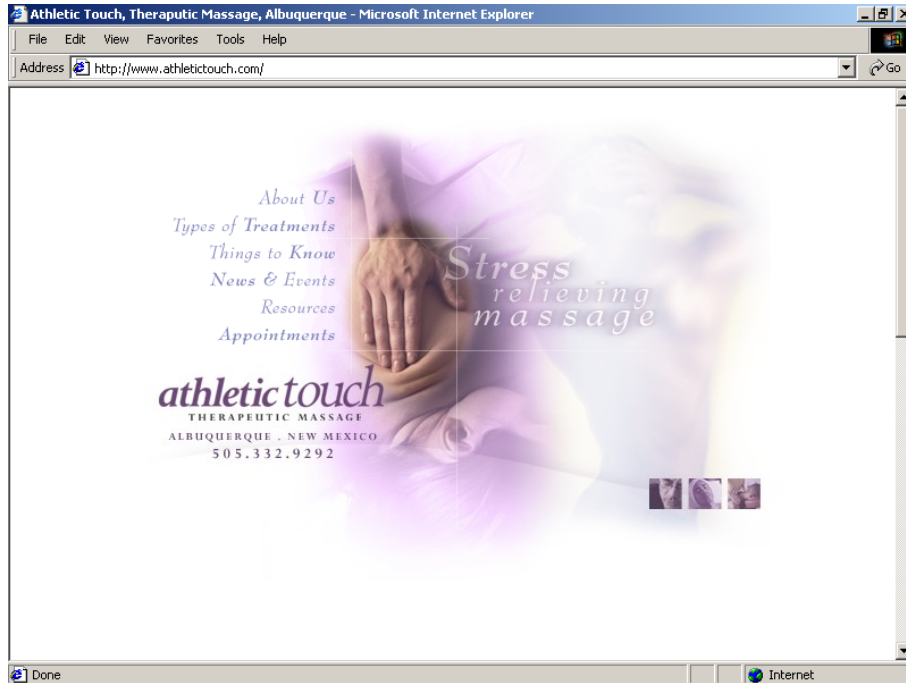 Athletic Touch, Theraputic Massage, Albuquerque - Microsoft Internet Explorer
File Edit View Favorites Tools Help
Address http://www.athletictouch.com/ Go
About Us
Types of Treatments
Things to Know
News & Events
Resources
Appointments
Stress
relieving
massage
athletic touch
THERAPEUTIC MASSAGE
ALBUQUERQUE . NEW MEXICO
505.332.9292
Done Internet